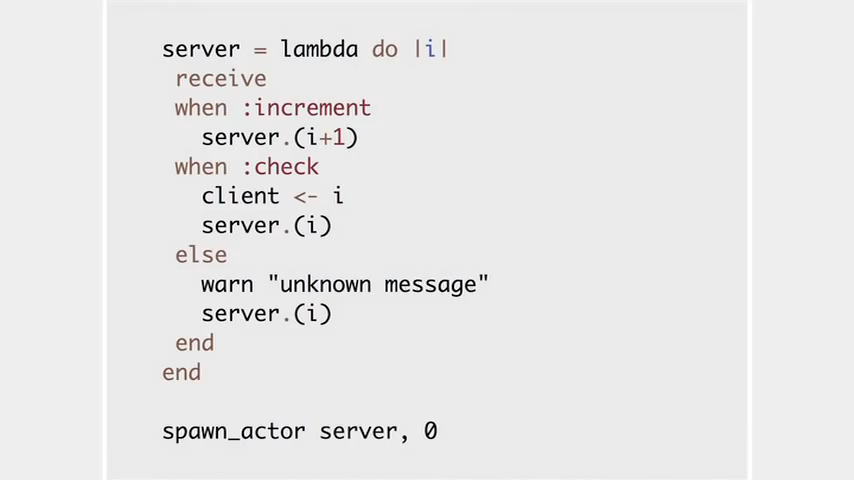 server = lambda do |i|
 receive
 when :increment
   server.(i+1)
 when :check
   client <- i
   server.(i)
 else
   warn "unknown message"
   server.(i)
 end
end

spawn_actor server, 0